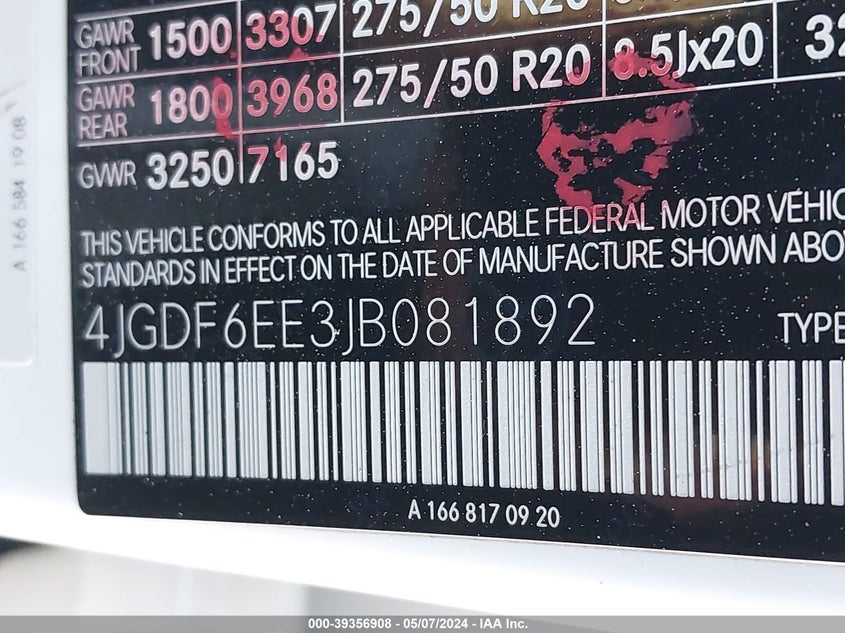 GAWR FRONT 1500 3307 275/50 R20
GAWR REAR 1800 3968 275/50 R20 8.5Jx20
GVWR 3250 7165
THIS VEHICLE CONFORMS TO ALL APPLICABLE FEDERAL MOTOR
STANDARDS IN EFFECT ON THE DATE OF MANUFACTURE SHOWN
4JGDF6EE3JB081892 TYPE
A 166 817 09 20
A 166 584 19 08
000-39356908 - 05/07/2024 - IAA Inc.